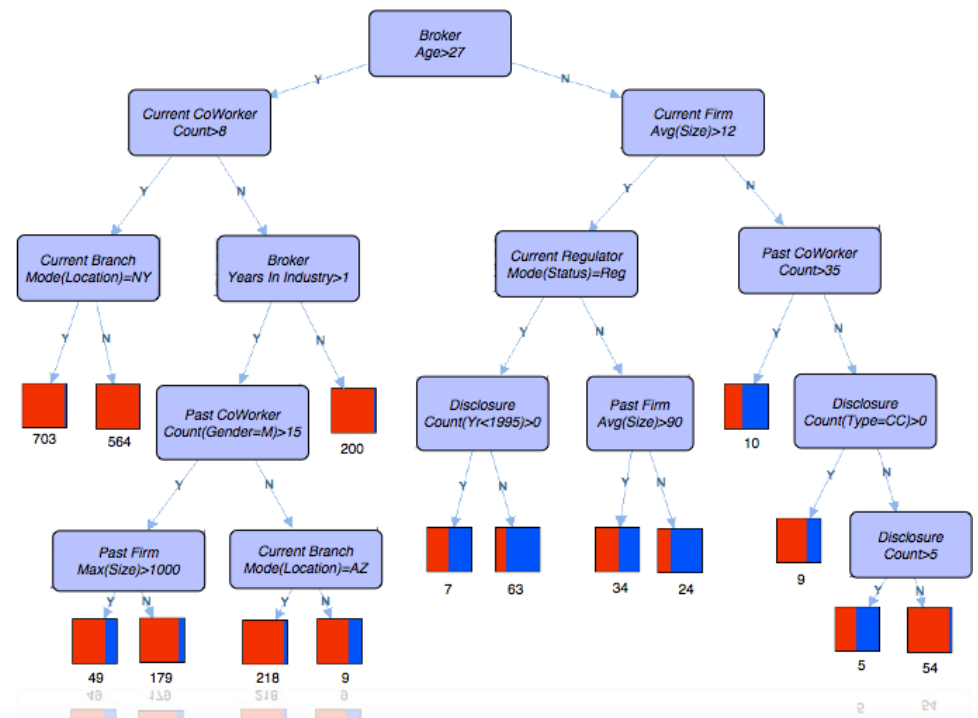 Broker
Age>27
Y
N
Current CoWorker
Count>8
Current Firm
Avg(Size)>12
Y
N
Y
N
Current Branch
Mode(Location)=NY
Broker
Years In Industry>1
Current Regulator
Mode(Status)=Reg
Past CoWorker
Count>35
Y
N
Y
N
Y
N
Y
N
703
564
Past CoWorker
Count(Gender=M)>15
200
Disclosure
Count(Yr<1995)>0
Past Firm
Avg(Size)>90
10
Disclosure
Count(Type=CC)>0
Y
N
Y
N
Y
N
Y
N
Past Firm
Max(Size)>1000
Current Branch
Mode(Location)=AZ
7
63
34
24
9
Disclosure
Count>5
Y
N
Y
N
Y
N
49
179
218
9
5
54